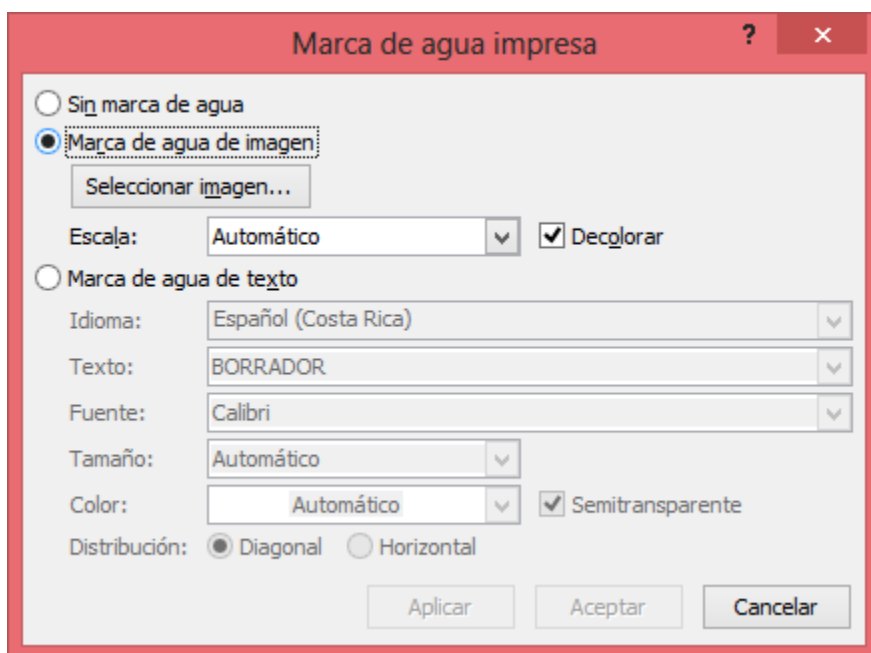 Marca de agua impresa ? ×
Sin marca de agua
Marca de agua de imagen
Seleccionar imagen...
Escala: Automático Decolorar
Marca de agua de texto
Idioma: Español (Costa Rica)
Texto: BORRADOR
Fuente: Calibri
Tamaño: Automático
Color: Automático Semitransparente
Distribución: Diagonal Horizontal
Aplicar Aceptar Cancelar